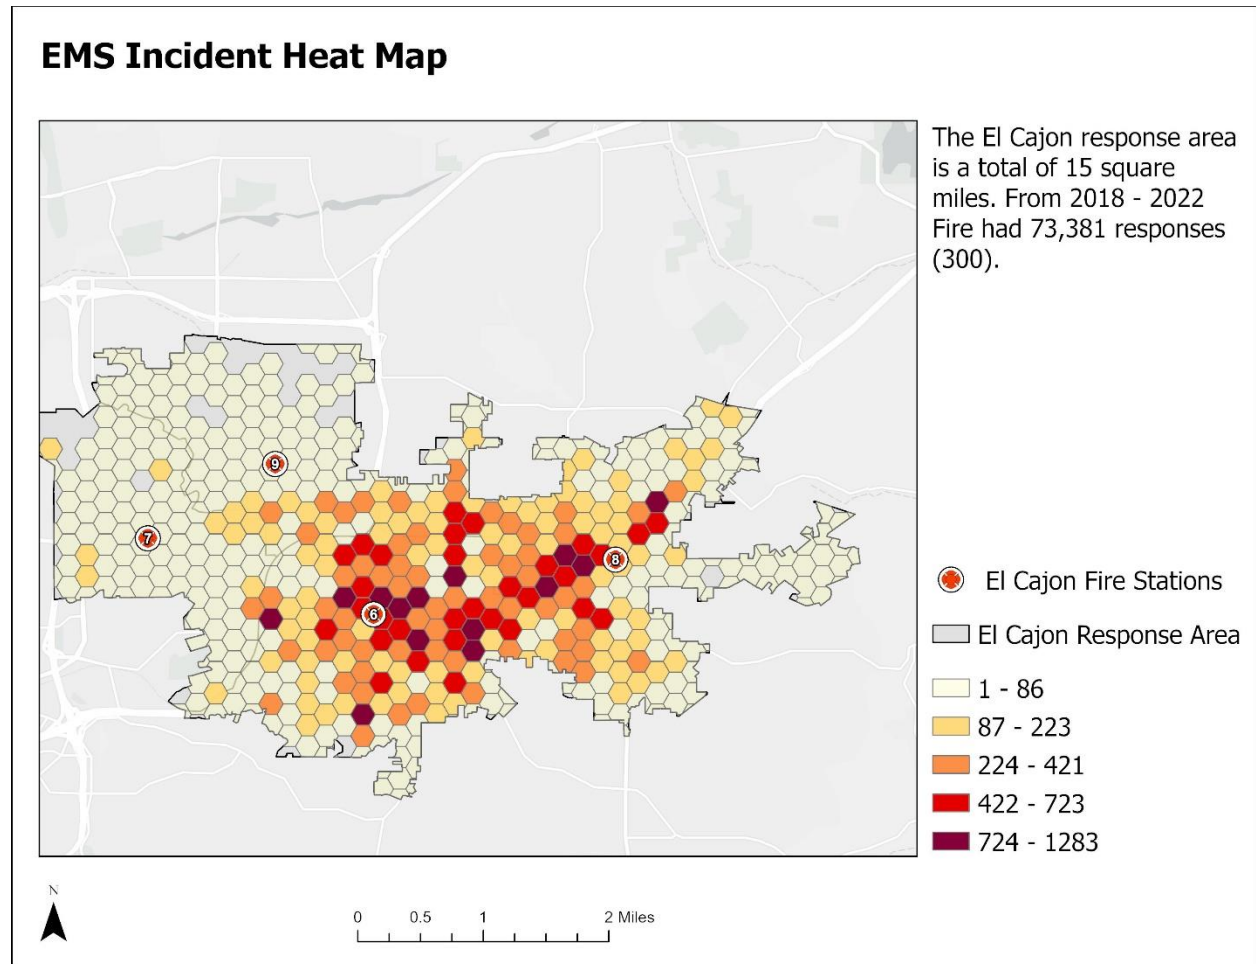 EMS Incident Heat Map
The El Cajon response area
is a total of 15 square
miles. From 2018 - 2022
Fire had 73,381 responses
(300).
9
7
8
6
El Cajon Fire Stations
El Cajon Response Area
1 - 86
87 - 223
224 - 421
422 - 723
724 - 1283
N
0 0.5 1 2 Miles